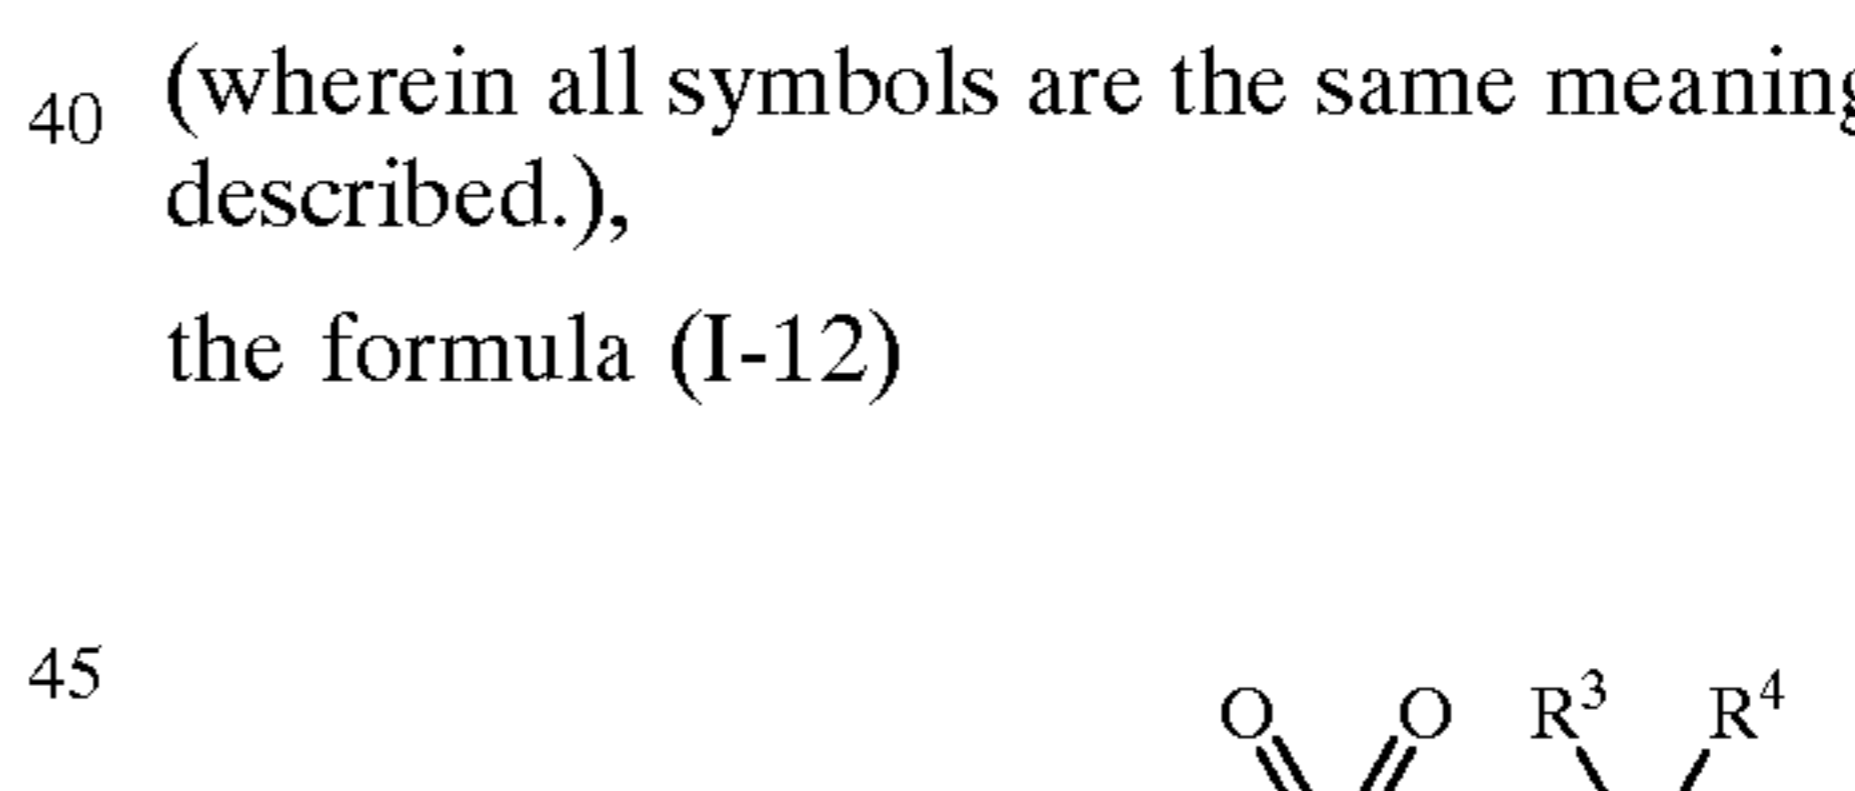 40 (wherein all symbols are the same meaning
described.),
the formula (I-12)
45
O O R³ R⁴